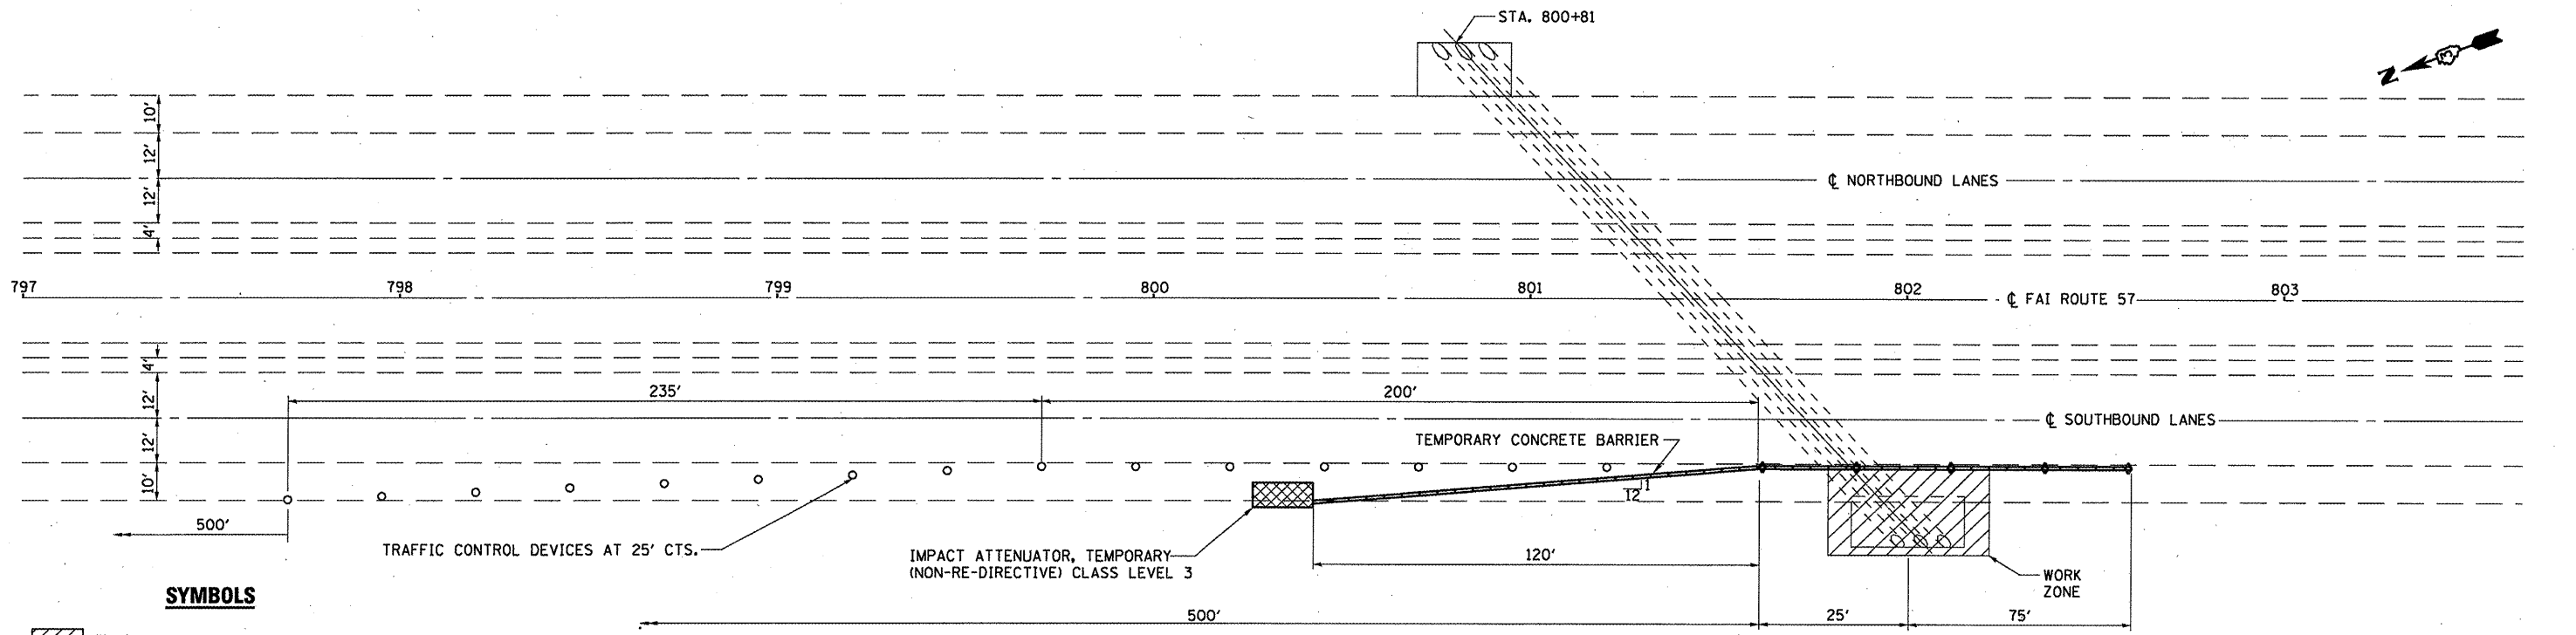 STA. 800+81
N
3
10'
12'
℄ NORTHBOUND LANES
12'
4'
797
798
799
800
801
802
803
℄ FAI ROUTE 57
4'
12'
235'
200'
℄ SOUTHBOUND LANES
12'
TEMPORARY CONCRETE BARRIER
10'
1
12
500'
TRAFFIC CONTROL DEVICES AT 25' CTS.
IMPACT ATTENUATOR, TEMPORARY
(NON-RE-DIRECTIVE) CLASS LEVEL 3
120'
WORK
ZONE
SYMBOLS
500'
25'
75'